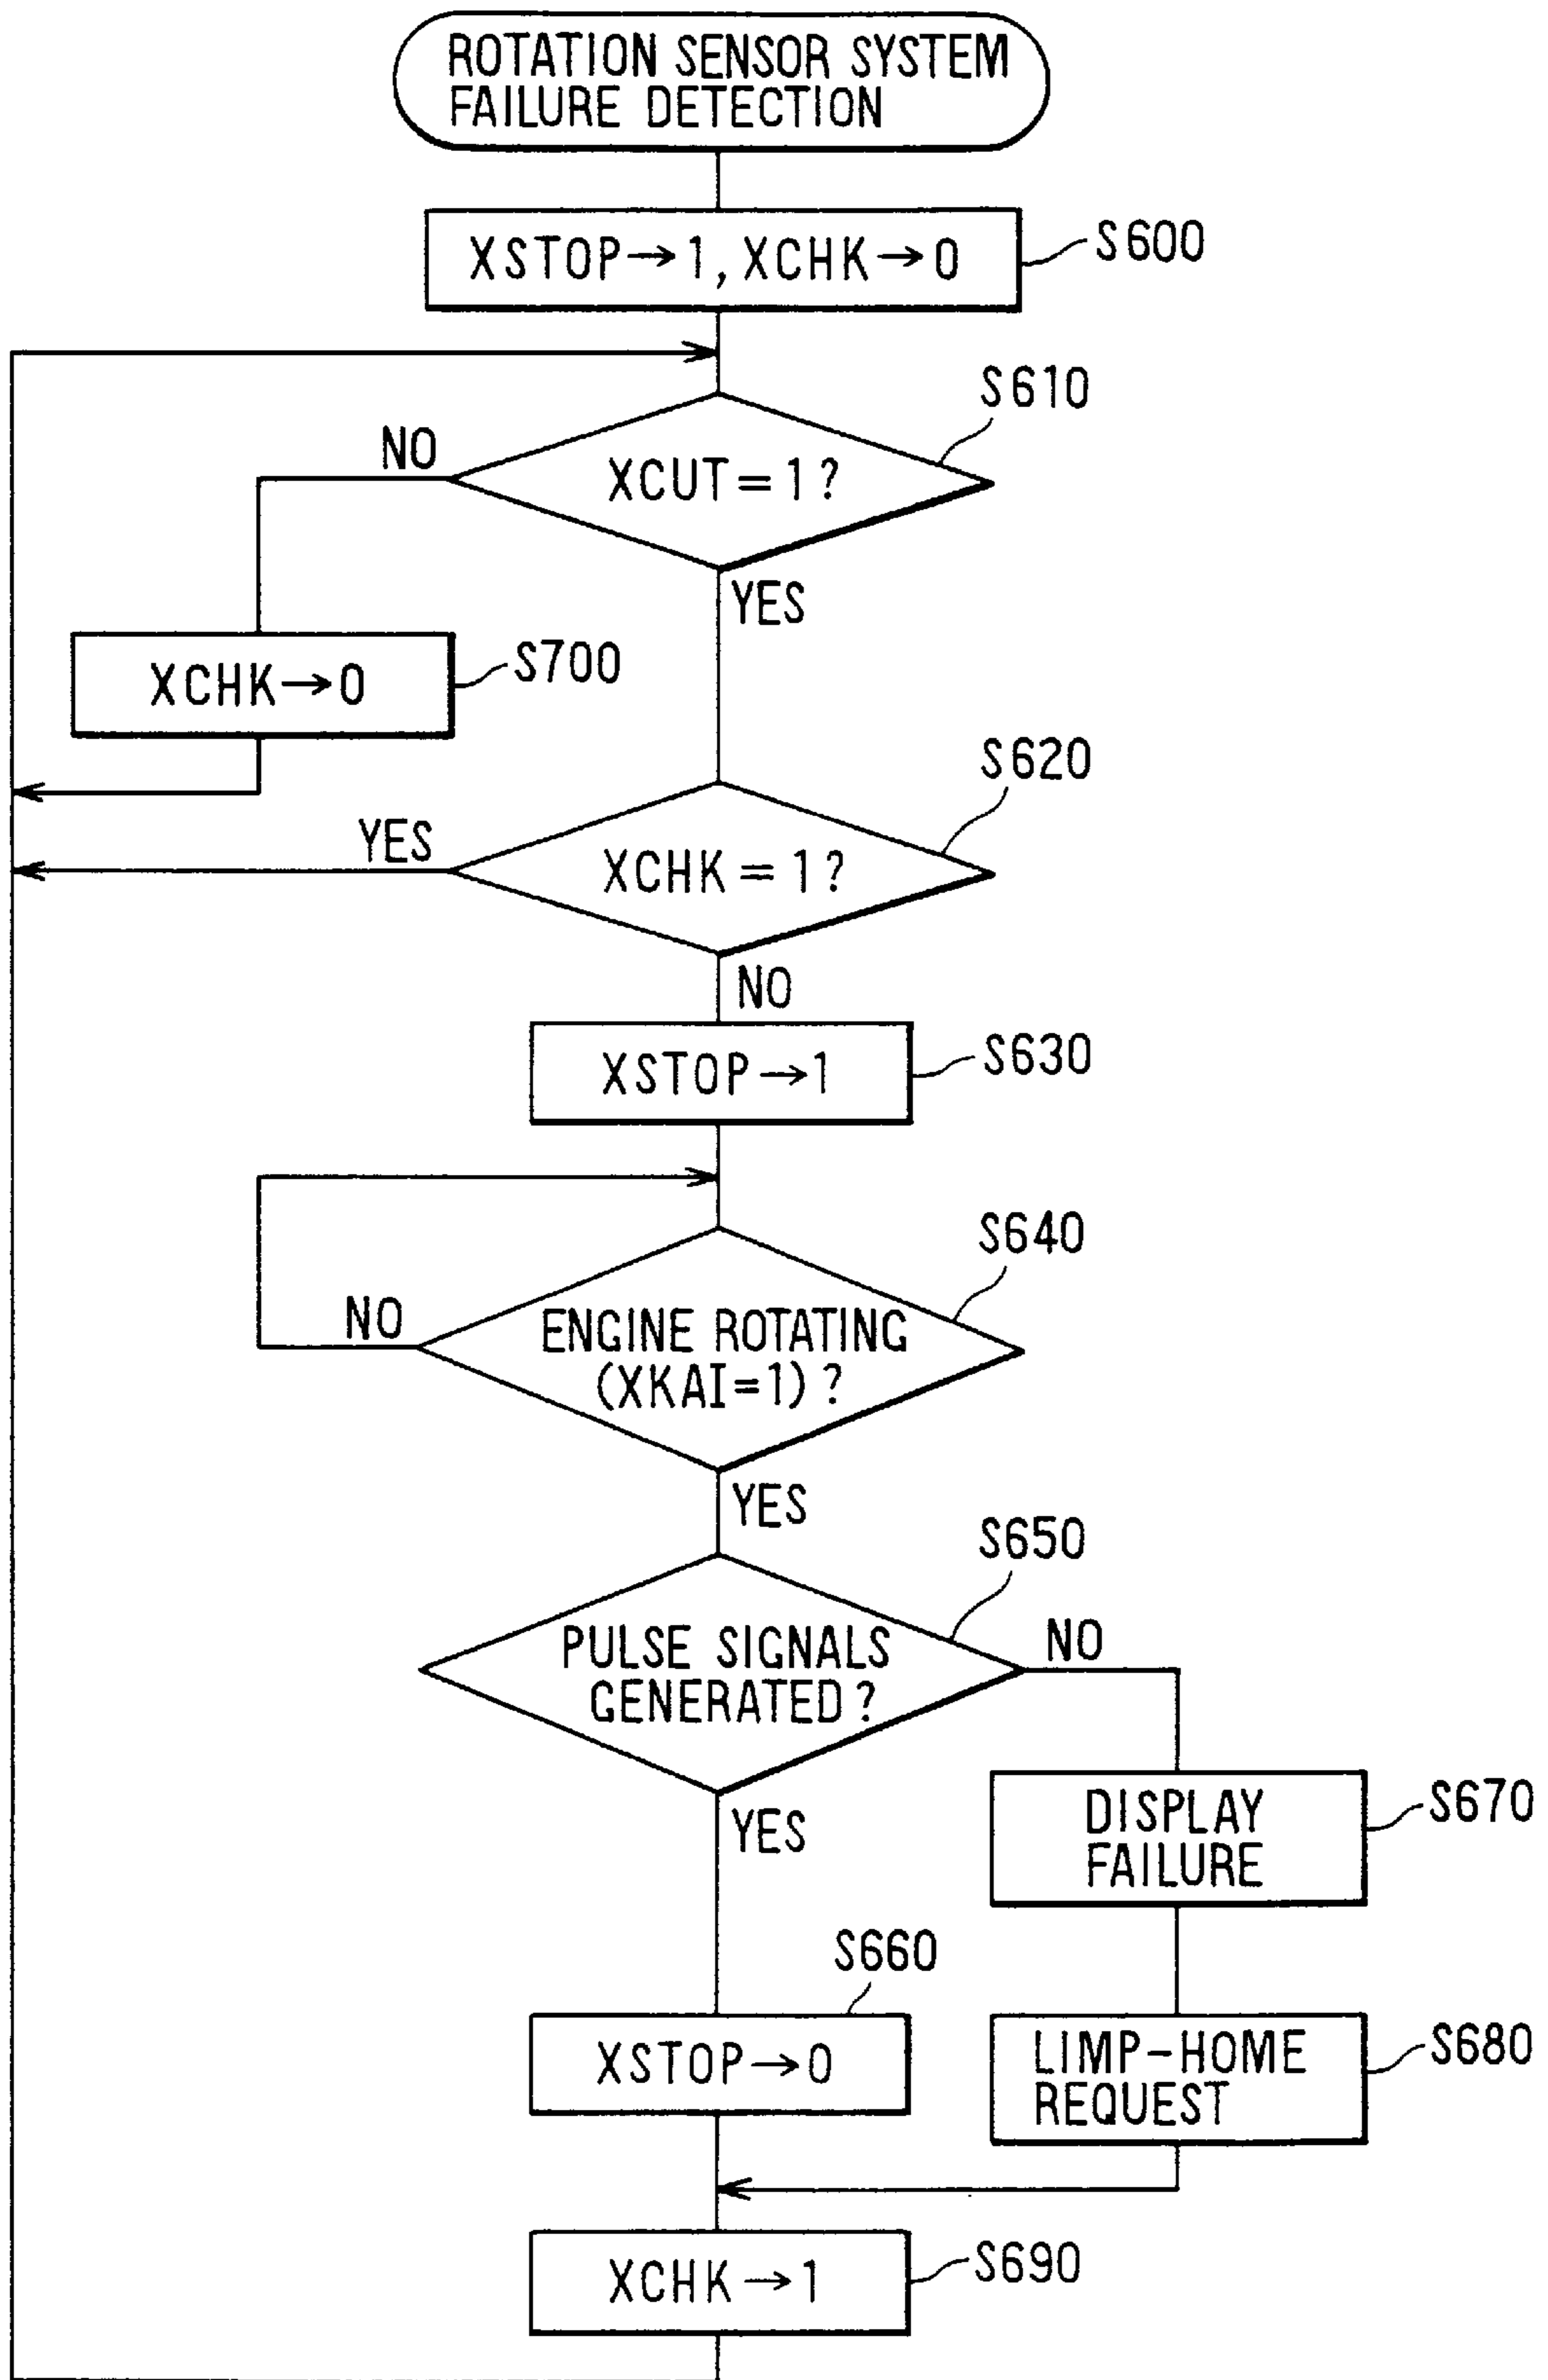 ROTATION SENSOR SYSTEM
FAILURE DETECTION
XSTOP→1, XCHK→0
S600
S610
NO
XCUT=1?
YES
XCHK→0
S700
S620
YES
XCHK=1?
NO
XSTOP→1
S630
S640
NO
ENGINE ROTATING
(XKAI=1)?
YES
S650
PULSE SIGNALS
GENERATED?
NO
YES
DISPLAY
FAILURE
S670
S660
XSTOP→0
LIMP-HOME
REQUEST
S680
XCHK→1
S690